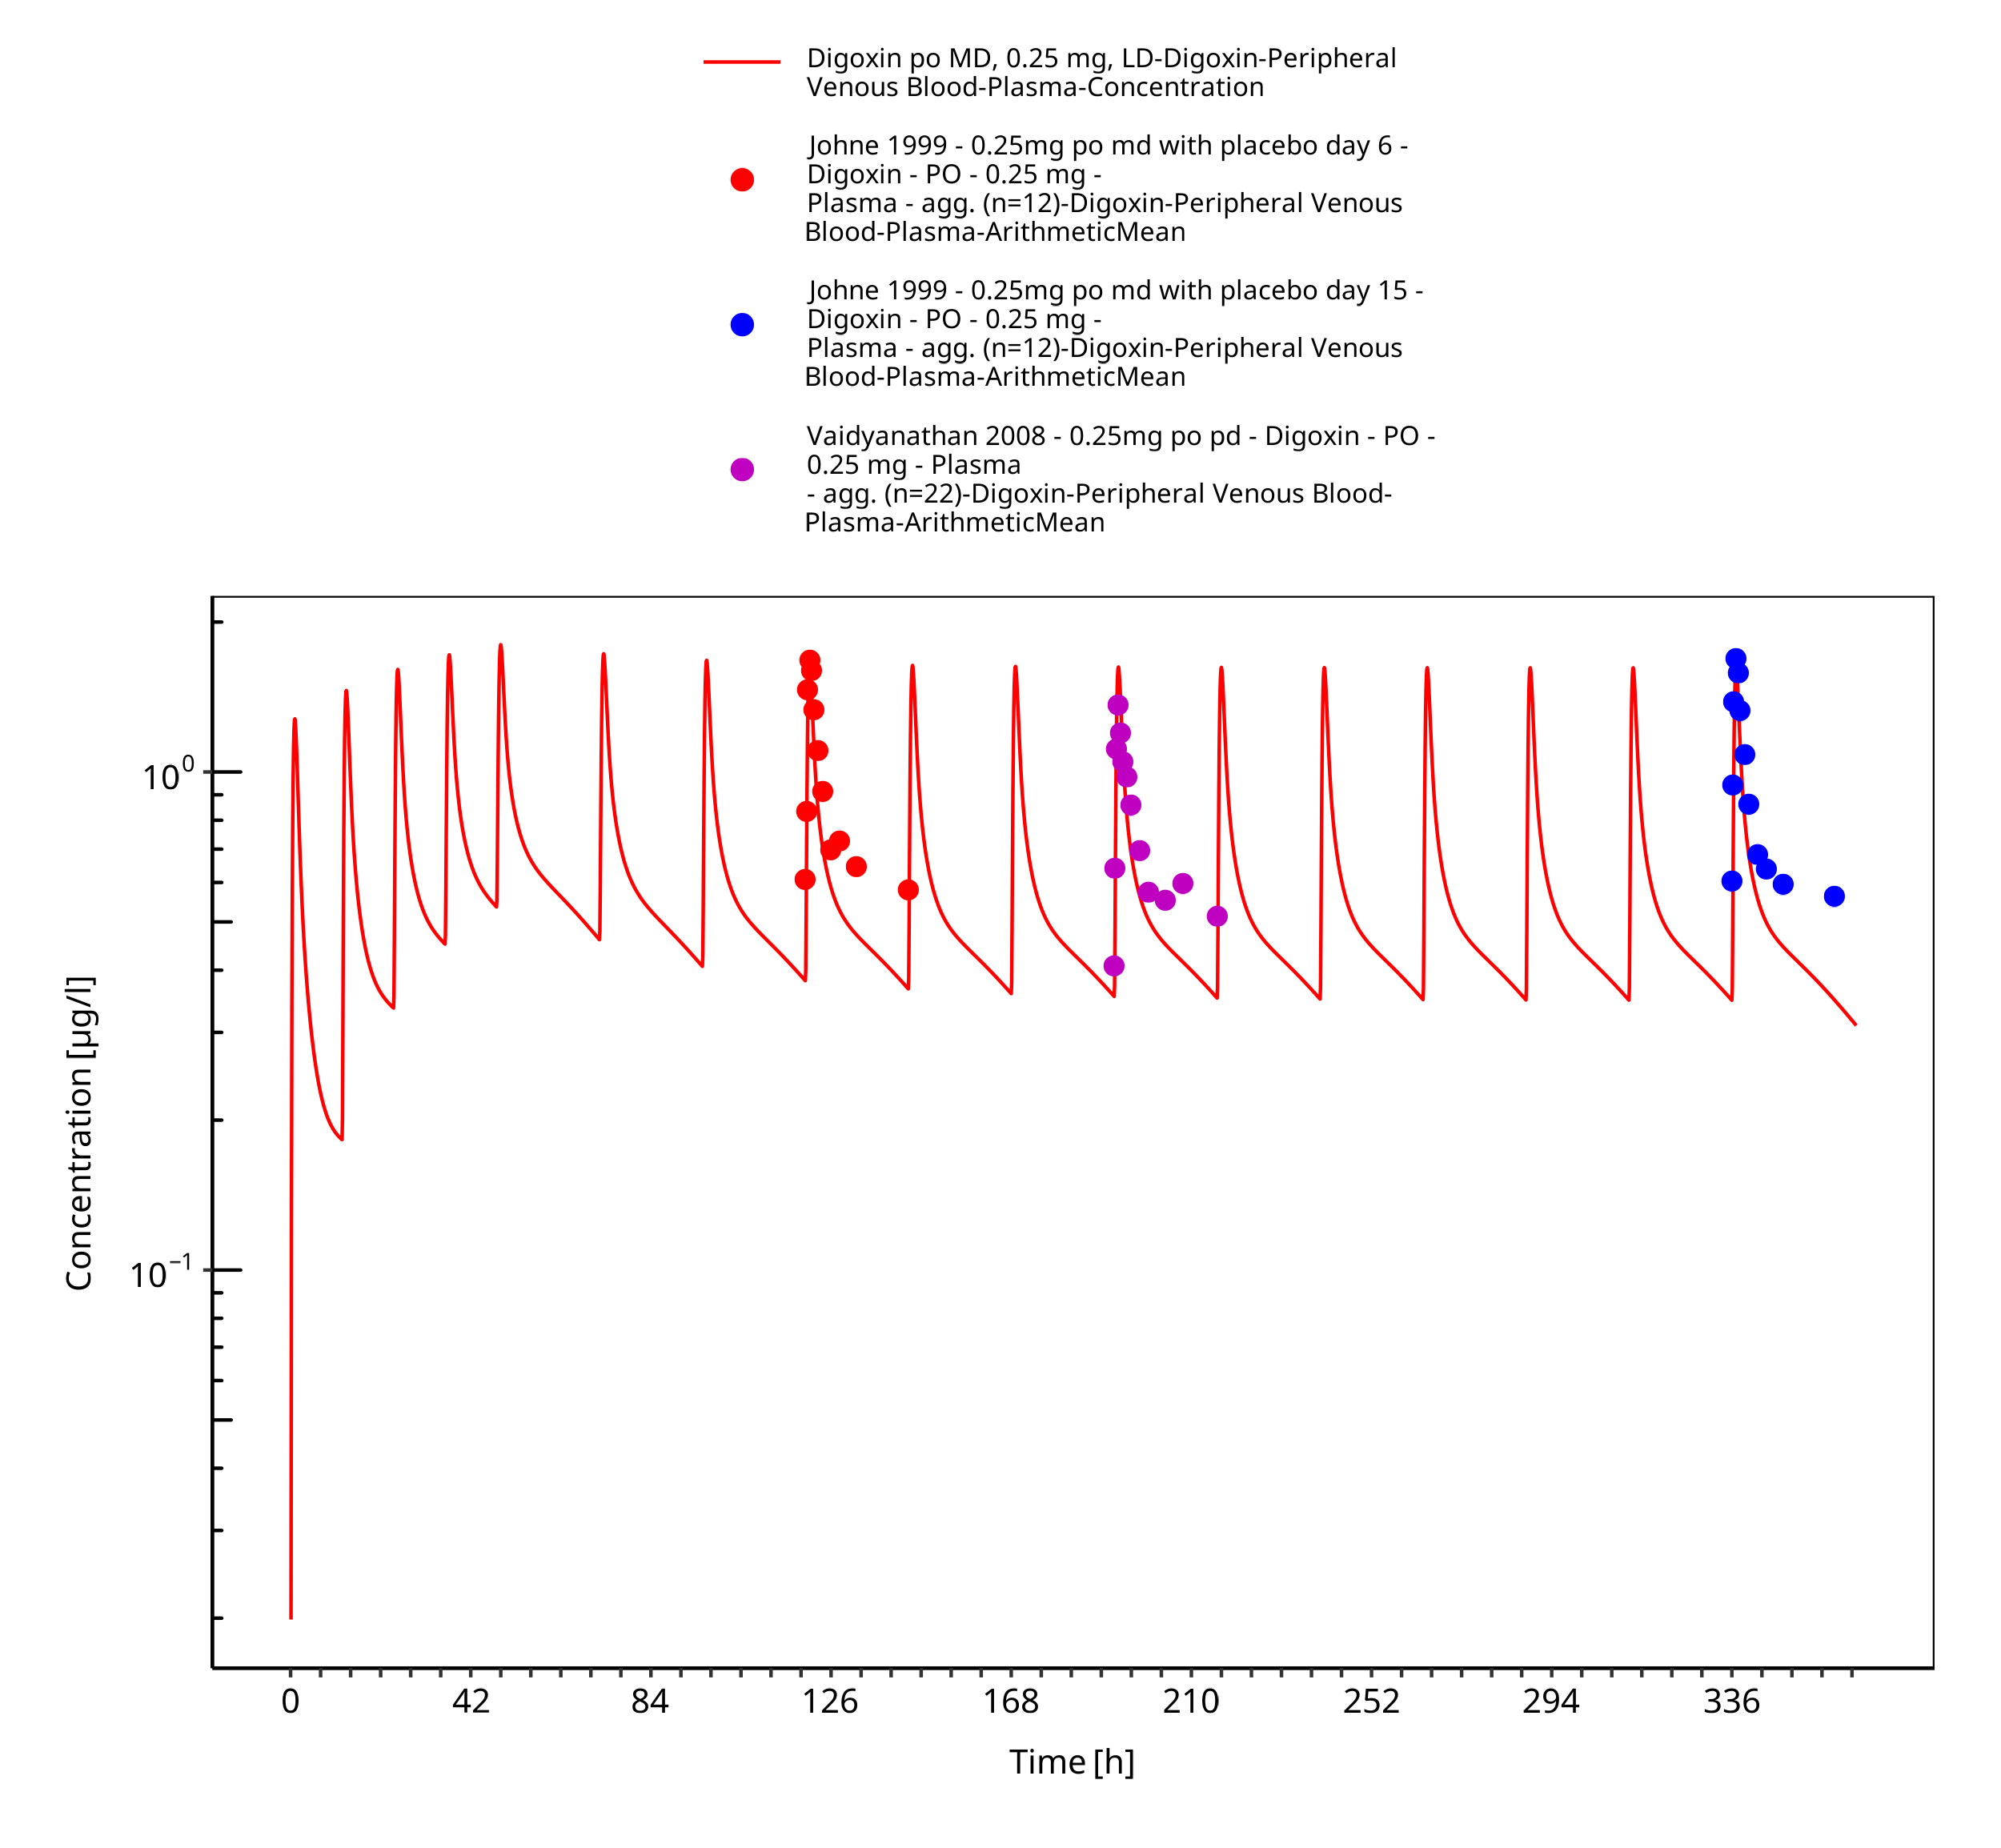 Digoxin po MD, 0.25 mg, LD-Digoxin-Peripheral
Venous Blood-Plasma-Concentration
Johne 1999 - 0.25mg po md with placebo day 6 -
Digoxin - PO - 0.25 mg -
Plasma - agg. (n=12)-Digoxin-Peripheral Venous
Blood-Plasma-ArithmeticMean
Johne 1999 - 0.25mg po md with placebo day 15 -
Digoxin - PO - 0.25 mg -
Plasma - agg. (n=12)-Digoxin-Peripheral Venous
Blood-Plasma-ArithmeticMean
Vaidyanathan 2008 - 0.25mg po pd - Digoxin - PO -
0.25 mg - Plasma
- agg. (n=22)-Digoxin-Peripheral Venous Blood-
Plasma-ArithmeticMean
10⁰
10⁻¹
Concentration [µg/l]
0 42 84 126 168 210 252 294 336
Time [h]